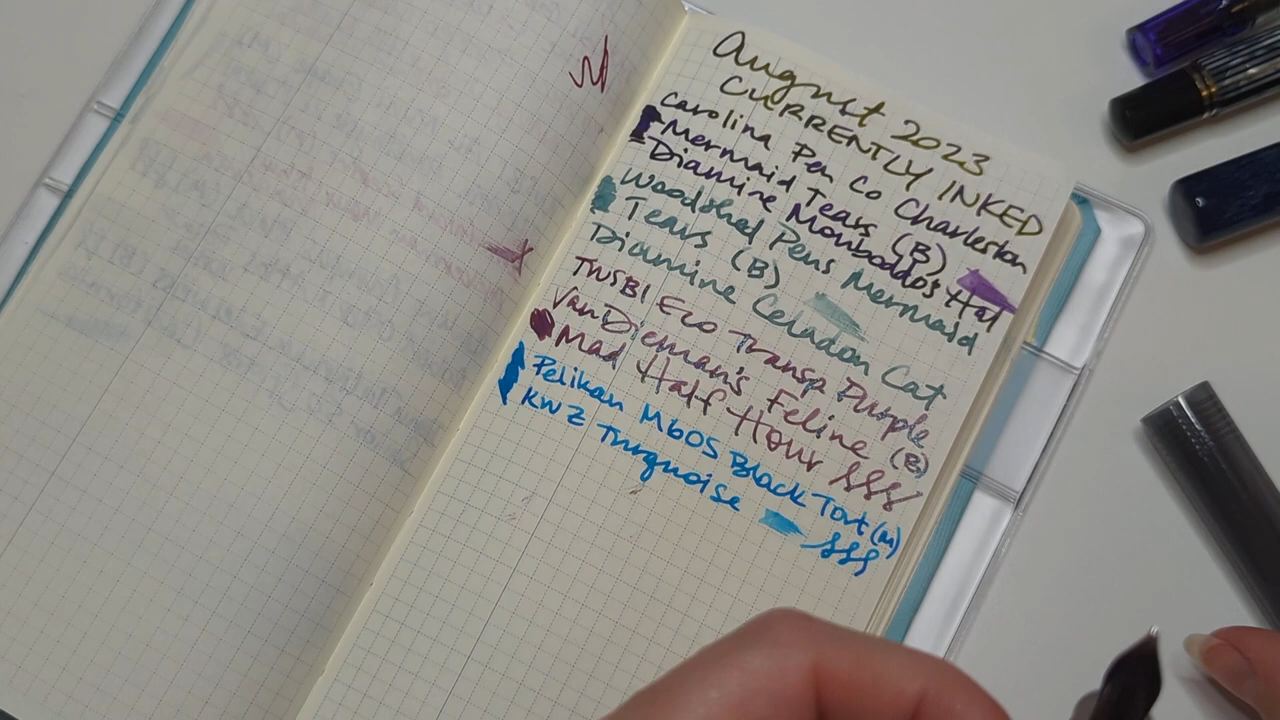 August 2023
CURRENTLY INKED
Carolina Pen Co Charleston
Mermaid Tears (B)
Diamine Monboddo's Hat
Woodshed Pens Mermaid
Tears (B)
Diamine Celadon Cat
TWSBI Eco Transp Purple
VanDieman's Feline (B)
Mad Half Hour
Pelikan M605 Black Tort (M)
KWZ Turquoise